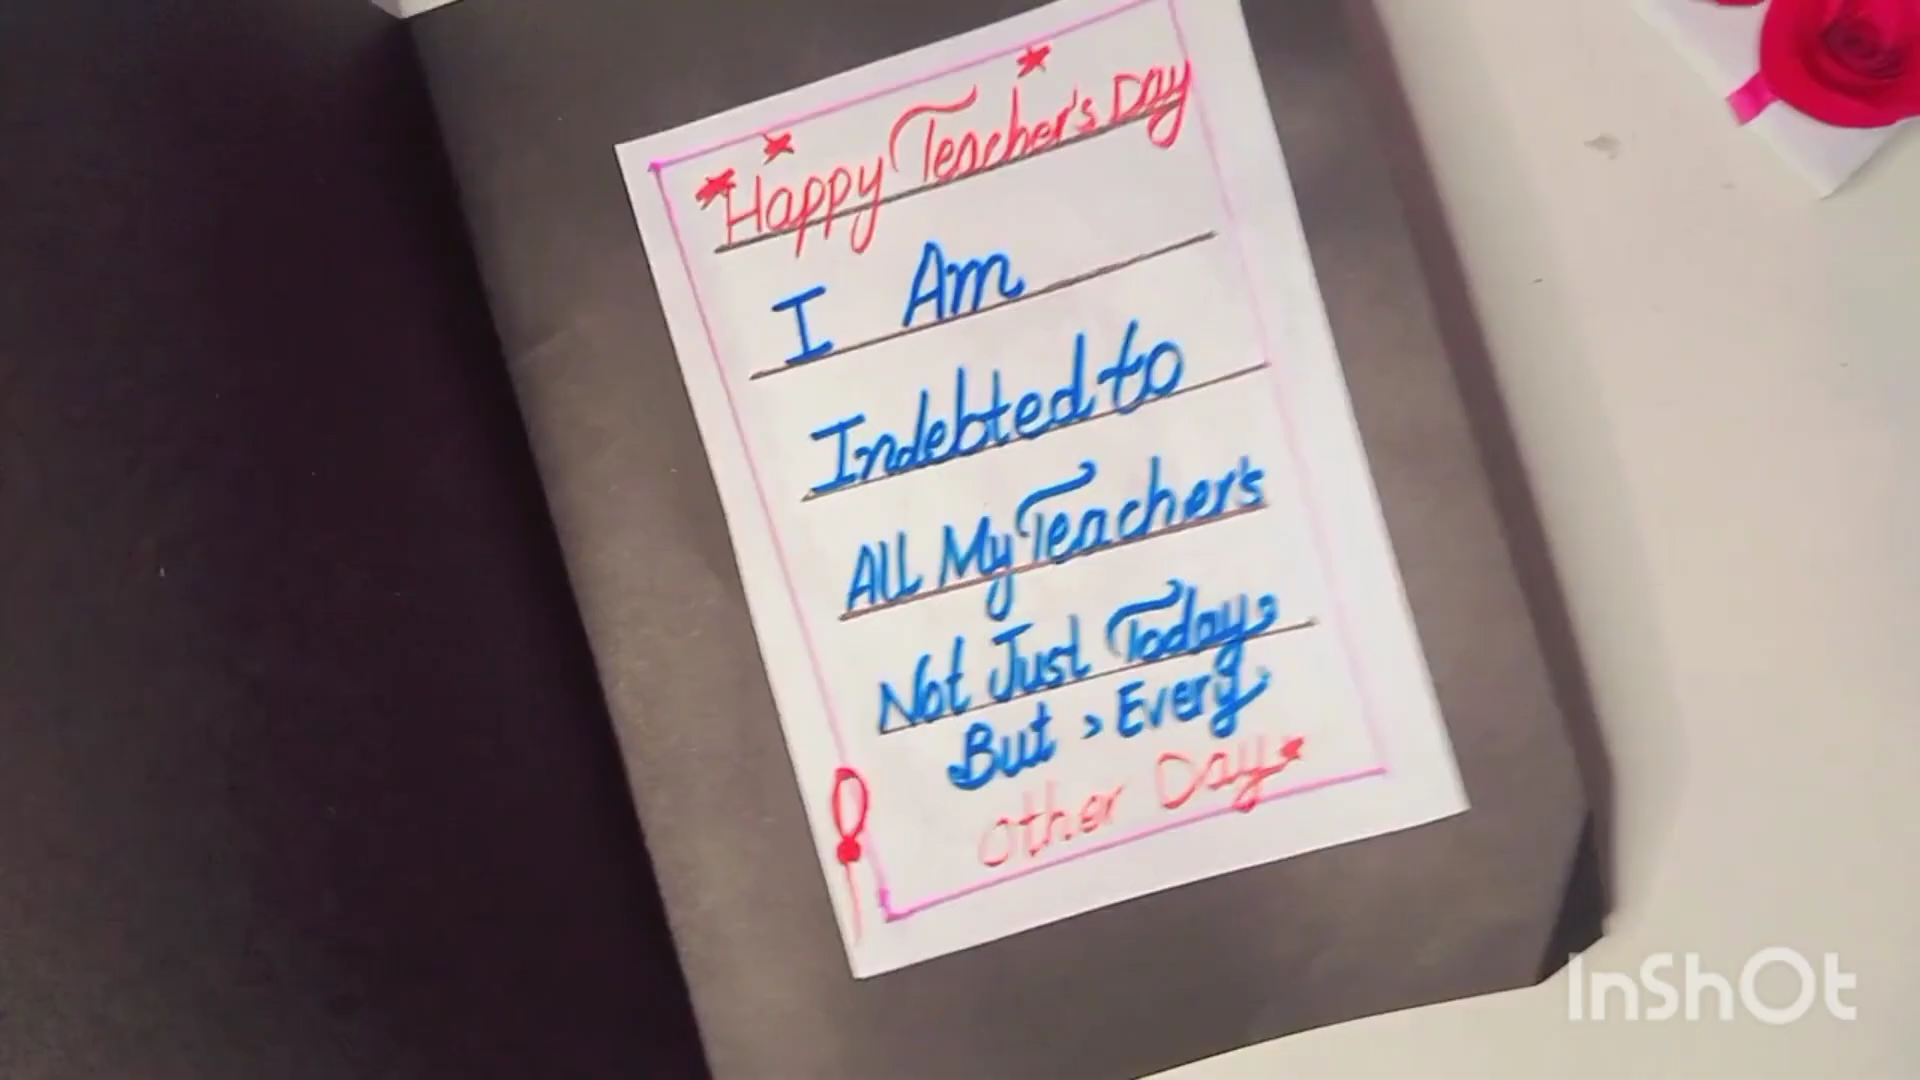 Happy Teacher's Day
I Am
Indebted to
All My Teacher's
Not Just Today,
But, Every
Other Day
InShOt